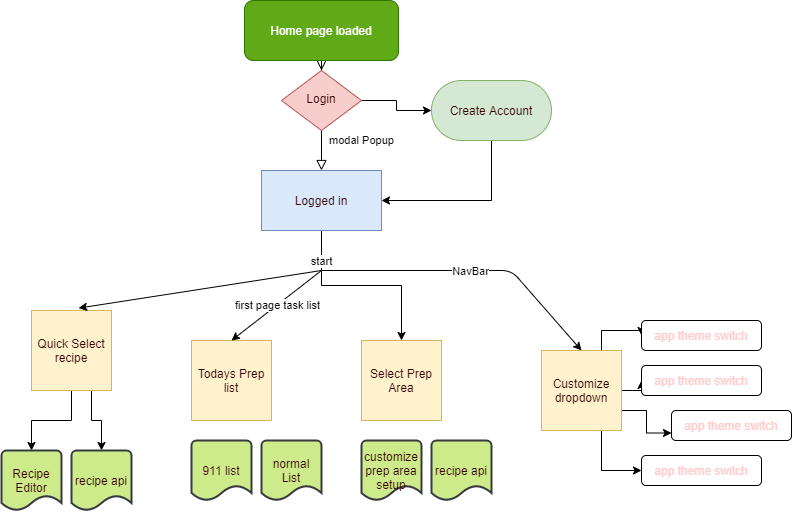 Home page loaded
Login
Create Account
modal Popup
Logged in
start
NavBar
first page task list
Quick Select
recipe
Todays Prep
list
Select Prep
Area
Customize
dropdown
app theme switch
app theme switch
app theme switch
app theme switch
Recipe
Editor
recipe api
911 list
normal
List
customize
prep area
setup
recipe api